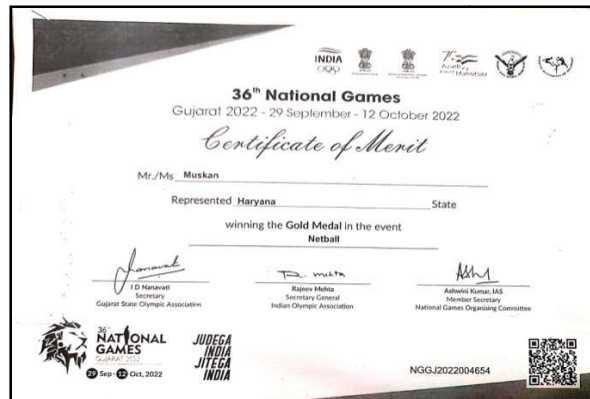 INDIA
36th National Games
Gujarat 2022 - 29 September - 12 October 2022
Certificate of Merit
Mr./Ms Muskan
Represented Haryana State
winning the Gold Medal in the event
Netball
I D Nanavati
Secretary
Gujarat State Olympic Association
R. mehta
Rajeev Mehta
Secretary General
Indian Olympic Association
Ashwini Kumar, IAS
Member Secretary
National Games Organising Committee
36th
NATIONAL
GAMES
GUJARAT 2022
29 Sep - 12 Oct, 2022
JUDEGA
INDIA
JITEGA
INDIA
NGGJ2022004654